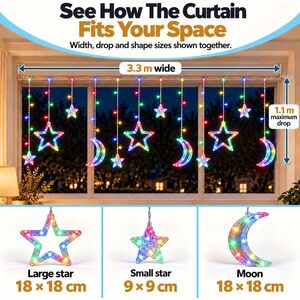 See How The Curtain
Fits Your Space
Width, drop and shape sizes shown together.
3.3 m wide
1.1 m
maximum
drop
Large star
18 × 18 cm
Small star
9 × 9 cm
Moon
18 × 18 cm